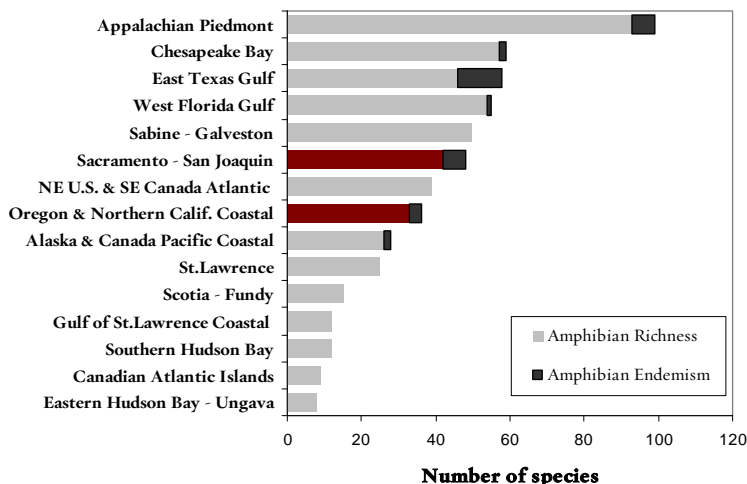 Appalachian Piedmont
Chesapeake Bay
East Texas Gulf
West Florida Gulf
Sabine - Galveston
Sacramento - San Joaquin
NE U.S. & SE Canada Atlantic
Oregon & Northern Calif. Coastal
Alaska & Canada Pacific Coastal
St.Lawrence
Scotia - Fundy
Gulf of St.Lawrence Coastal
Southern Hudson Bay
Canadian Atlantic Islands
Eastern Hudson Bay - Ungava
Amphibian Richness
Amphibian Endemism
0 20 40 60 80 100 120
Number of species